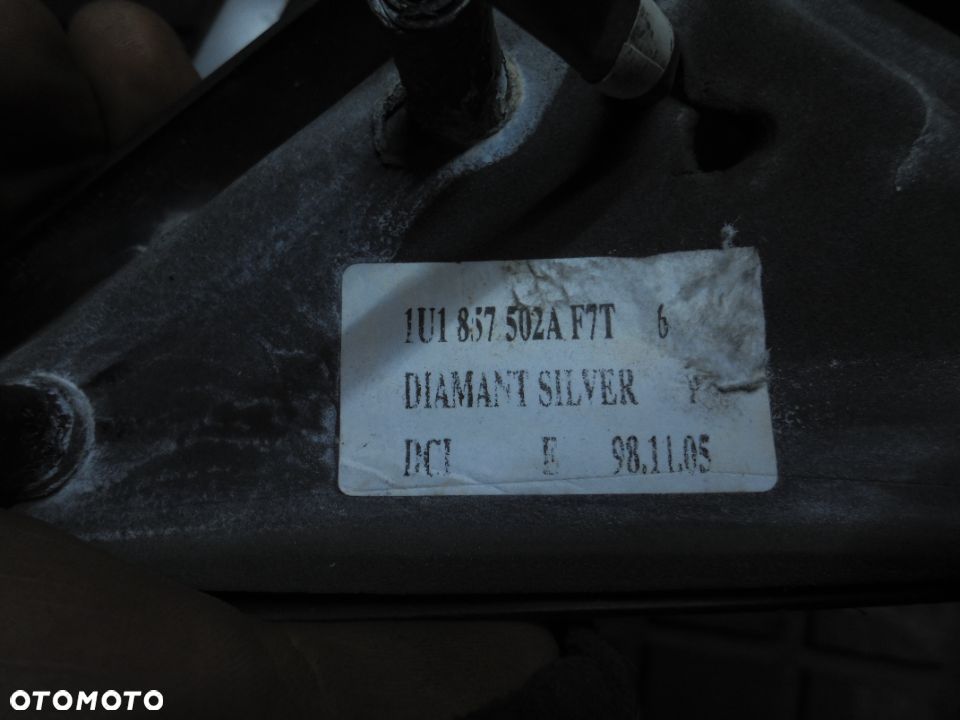 1U1 857 502A F7T 6
DIAMANT SILVER
DCI E 98.11.05
OTOMOTO